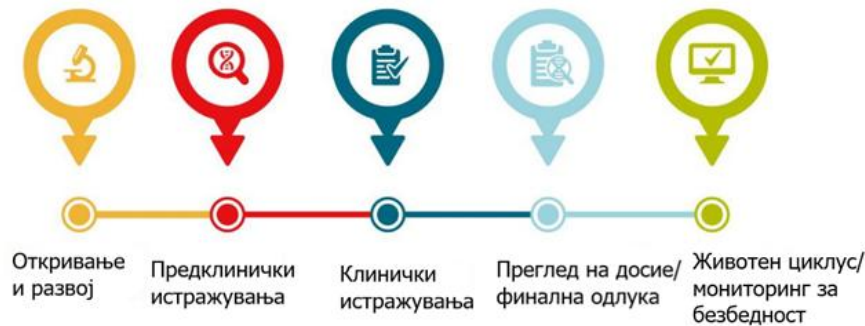 Откривање
и развој
Предклинички
истражувања
Клинички
истражувања
Преглед на досие/
финална одлука
Животен циклус/
мониторинг за
безбедност